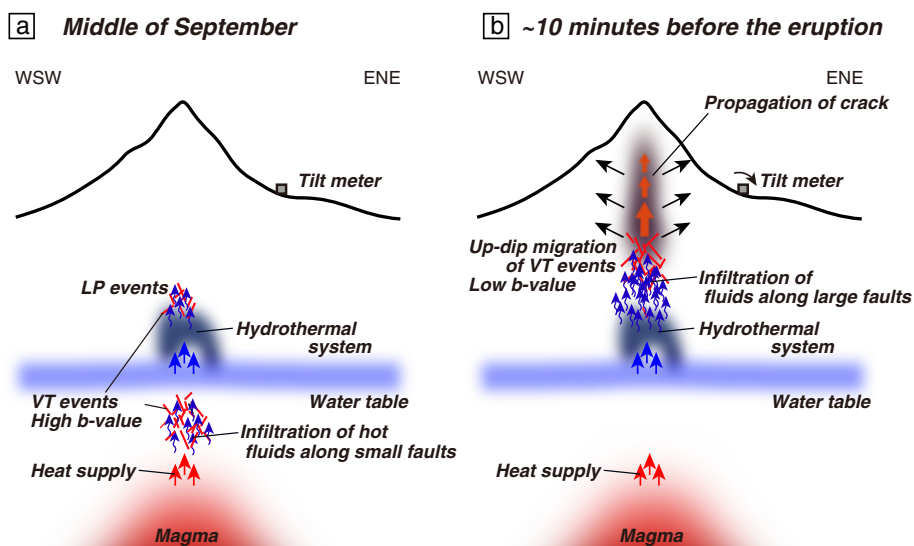 a Middle of September
WSW
ENE
Tilt meter
LP events
Hydrothermal
system
VT events
High b-value
Water table
Infiltration of hot
fluids along small faults
Heat supply
Magma
b ~10 minutes before the eruption
WSW
ENE
Propagation of crack
Tilt meter
Up-dip migration
of VT events
Low b-value
Infiltration of
fluids along large faults
Hydrothermal
system
Water table
Heat supply
Magma